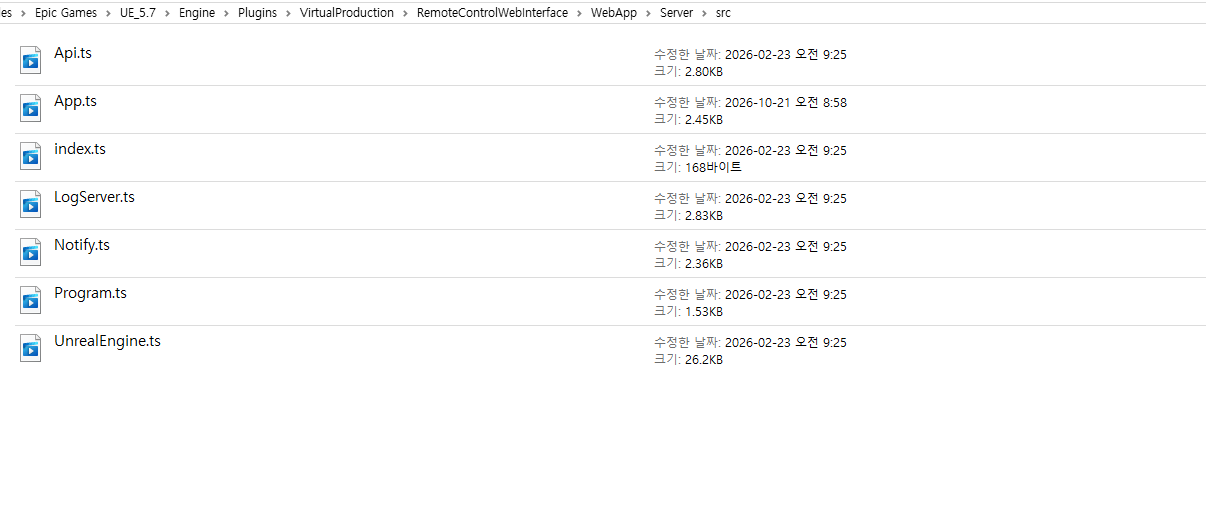 es > Epic Games > UE_5.7 > Engine > Plugins > VirtualProduction > RemoteControlWebInterface > WebApp > Server > src
Api.ts
수정한 날짜: 2026-02-23 오전 9:25
크기: 2.80KB
App.ts
수정한 날짜: 2026-10-21 오전 8:58
크기: 2.45KB
index.ts
수정한 날짜: 2026-02-23 오전 9:25
크기: 168바이트
LogServer.ts
수정한 날짜: 2026-02-23 오전 9:25
크기: 2.83KB
Notify.ts
수정한 날짜: 2026-02-23 오전 9:25
크기: 2.36KB
Program.ts
수정한 날짜: 2026-02-23 오전 9:25
크기: 1.53KB
UnrealEngine.ts
수정한 날짜: 2026-02-23 오전 9:25
크기: 26.2KB